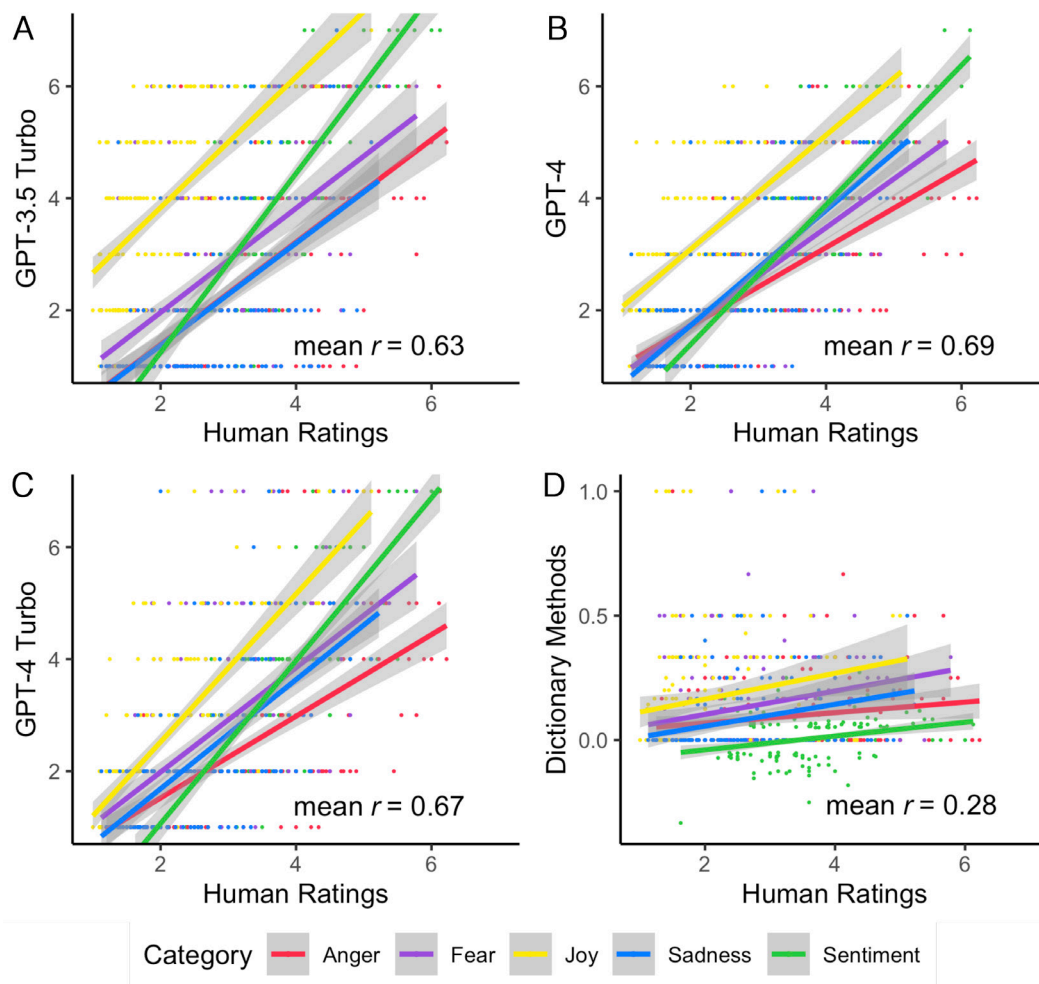 A
GPT-3.5 Turbo
6
4
2
mean r = 0.63
2 4 6
Human Ratings
B
GPT-4
6
4
2
mean r = 0.69
2 4 6
Human Ratings
C
GPT-4 Turbo
6
4
2
mean r = 0.67
2 4 6
Human Ratings
D
Dictionary Methods
1.0
0.5
0.0
mean r = 0.28
2 4 6
Human Ratings
Category Anger Fear Joy Sadness Sentiment